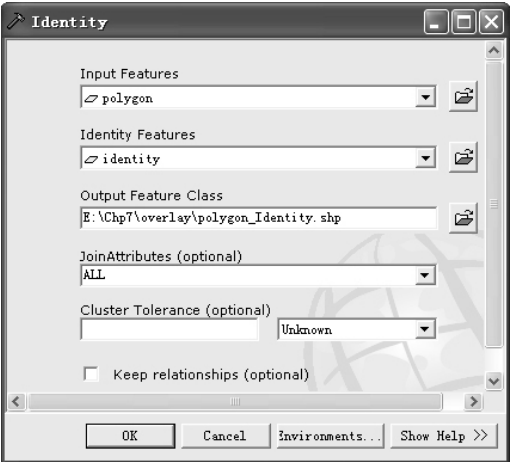 Identity
Input Features
polygon
Identity Features
identity
Output Feature Class
E:\Chp7\overlay\polygon_Identity.shp
JoinAttributes (optional)
ALL
Cluster Tolerance (optional)
Unknown
Keep relationships (optional)
OK Cancel Environments... Show Help >>